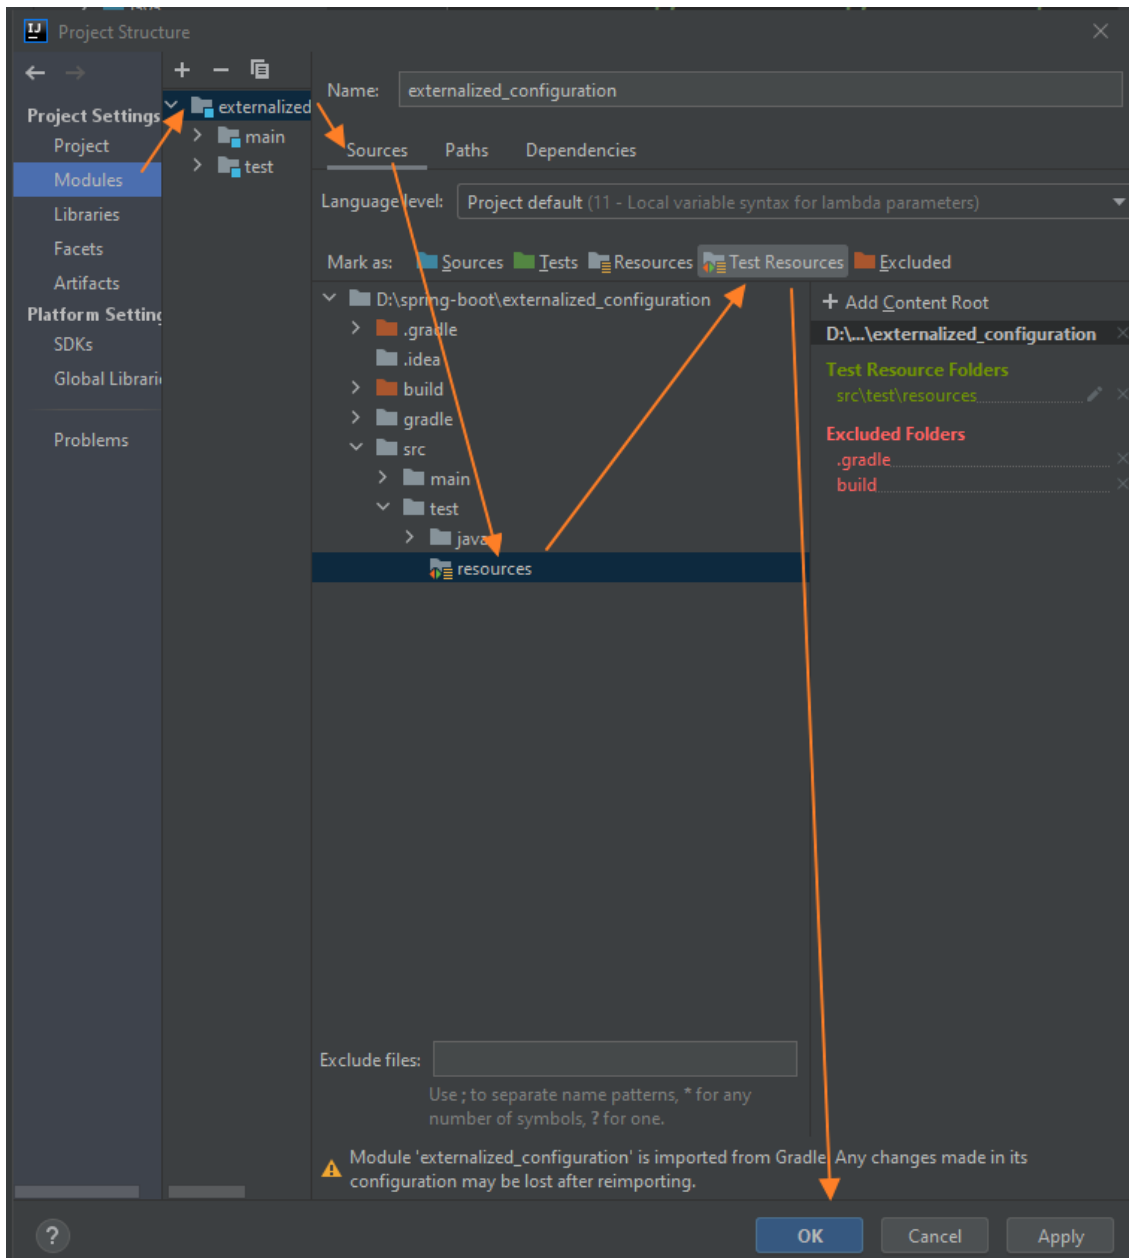 Project Structure
Project Settings
Project
Modules
Libraries
Facets
Artifacts
Platform Setting
SDKs
Global Librari
Problems
externalized
main
test
Name: externalized_configuration
Sources Paths Dependencies
Language level: Project default (11 - Local variable syntax for lambda parameters)
Mark as: Sources Tests Resources Test Resources Excluded
D:\spring-boot\externalized_configuration
.gradle
.idea
build
gradle
src
main
test
java
resources
+ Add Content Root
D:\...\externalized_configuration
Test Resource Folders
src\test\resources
Excluded Folders
.gradle
build
Exclude files:
Use ; to separate name patterns, * for any
number of symbols, ? for one.
Module 'externalized_configuration' is imported from Gradle. Any changes made in its
configuration may be lost after reimporting.
? OK Cancel Apply